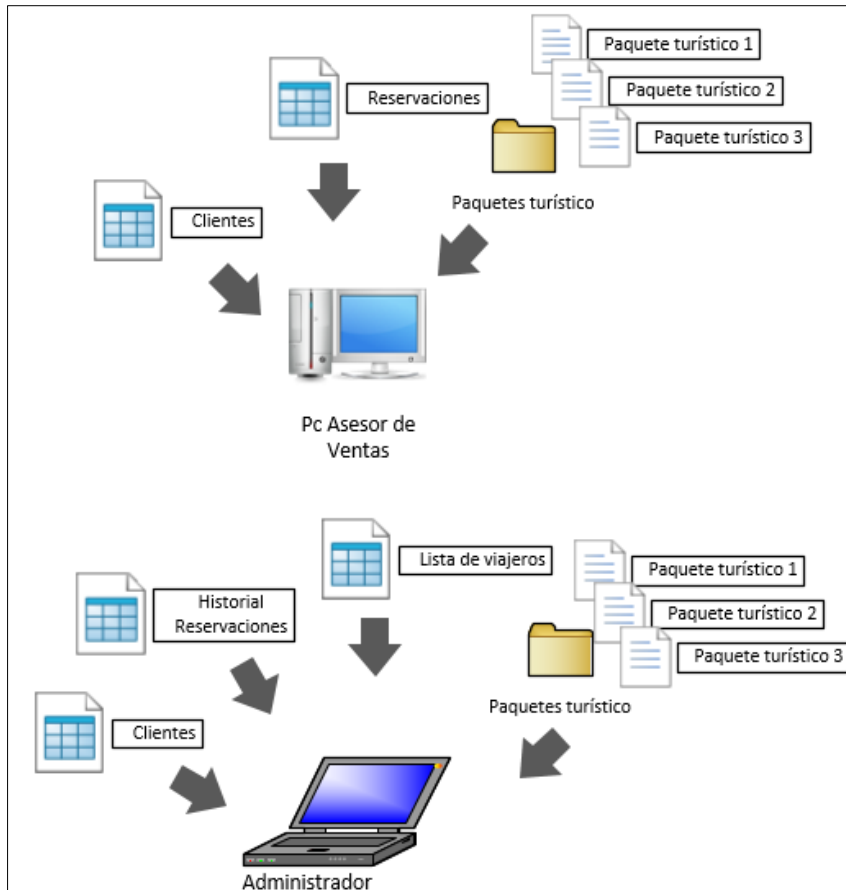 Paquete turístico 1
Reservaciones
Paquete turístico 2
Paquete turístico 3
Paquetes turístico
Clientes
Pc Asesor de
Ventas
Lista de viajeros
Paquete turístico 1
Historial
Reservaciones
Paquete turístico 2
Paquete turístico 3
Paquetes turístico
Clientes
Administrador